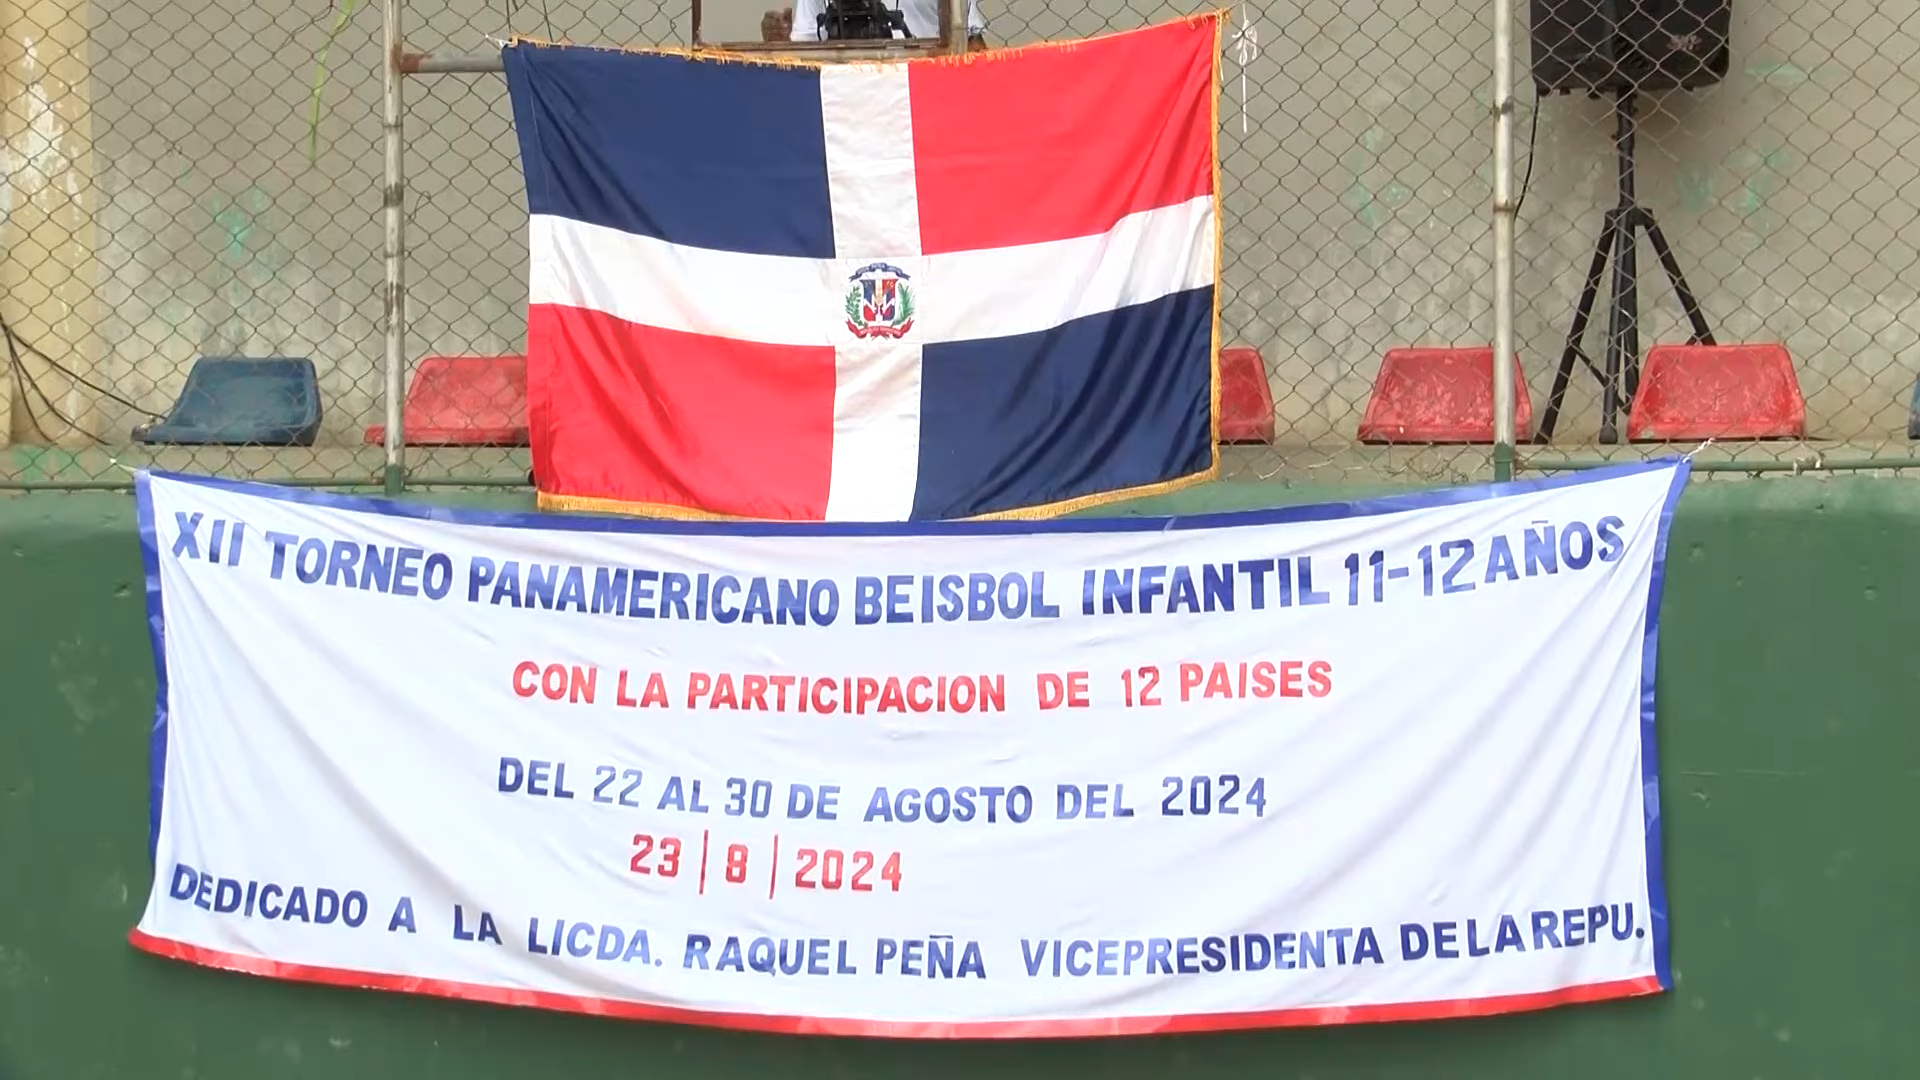 XII TORNEO PANAMERICANO BEISBOL INFANTIL 11-12 AÑOS
CON LA PARTICIPACION DE 12 PAISES
DEL 22 AL 30 DE AGOSTO DEL 2024
23|8|2024
DEDICADO A LA LICDA. RAQUEL PEÑA VICEPRESIDENTA DE LA REPU.